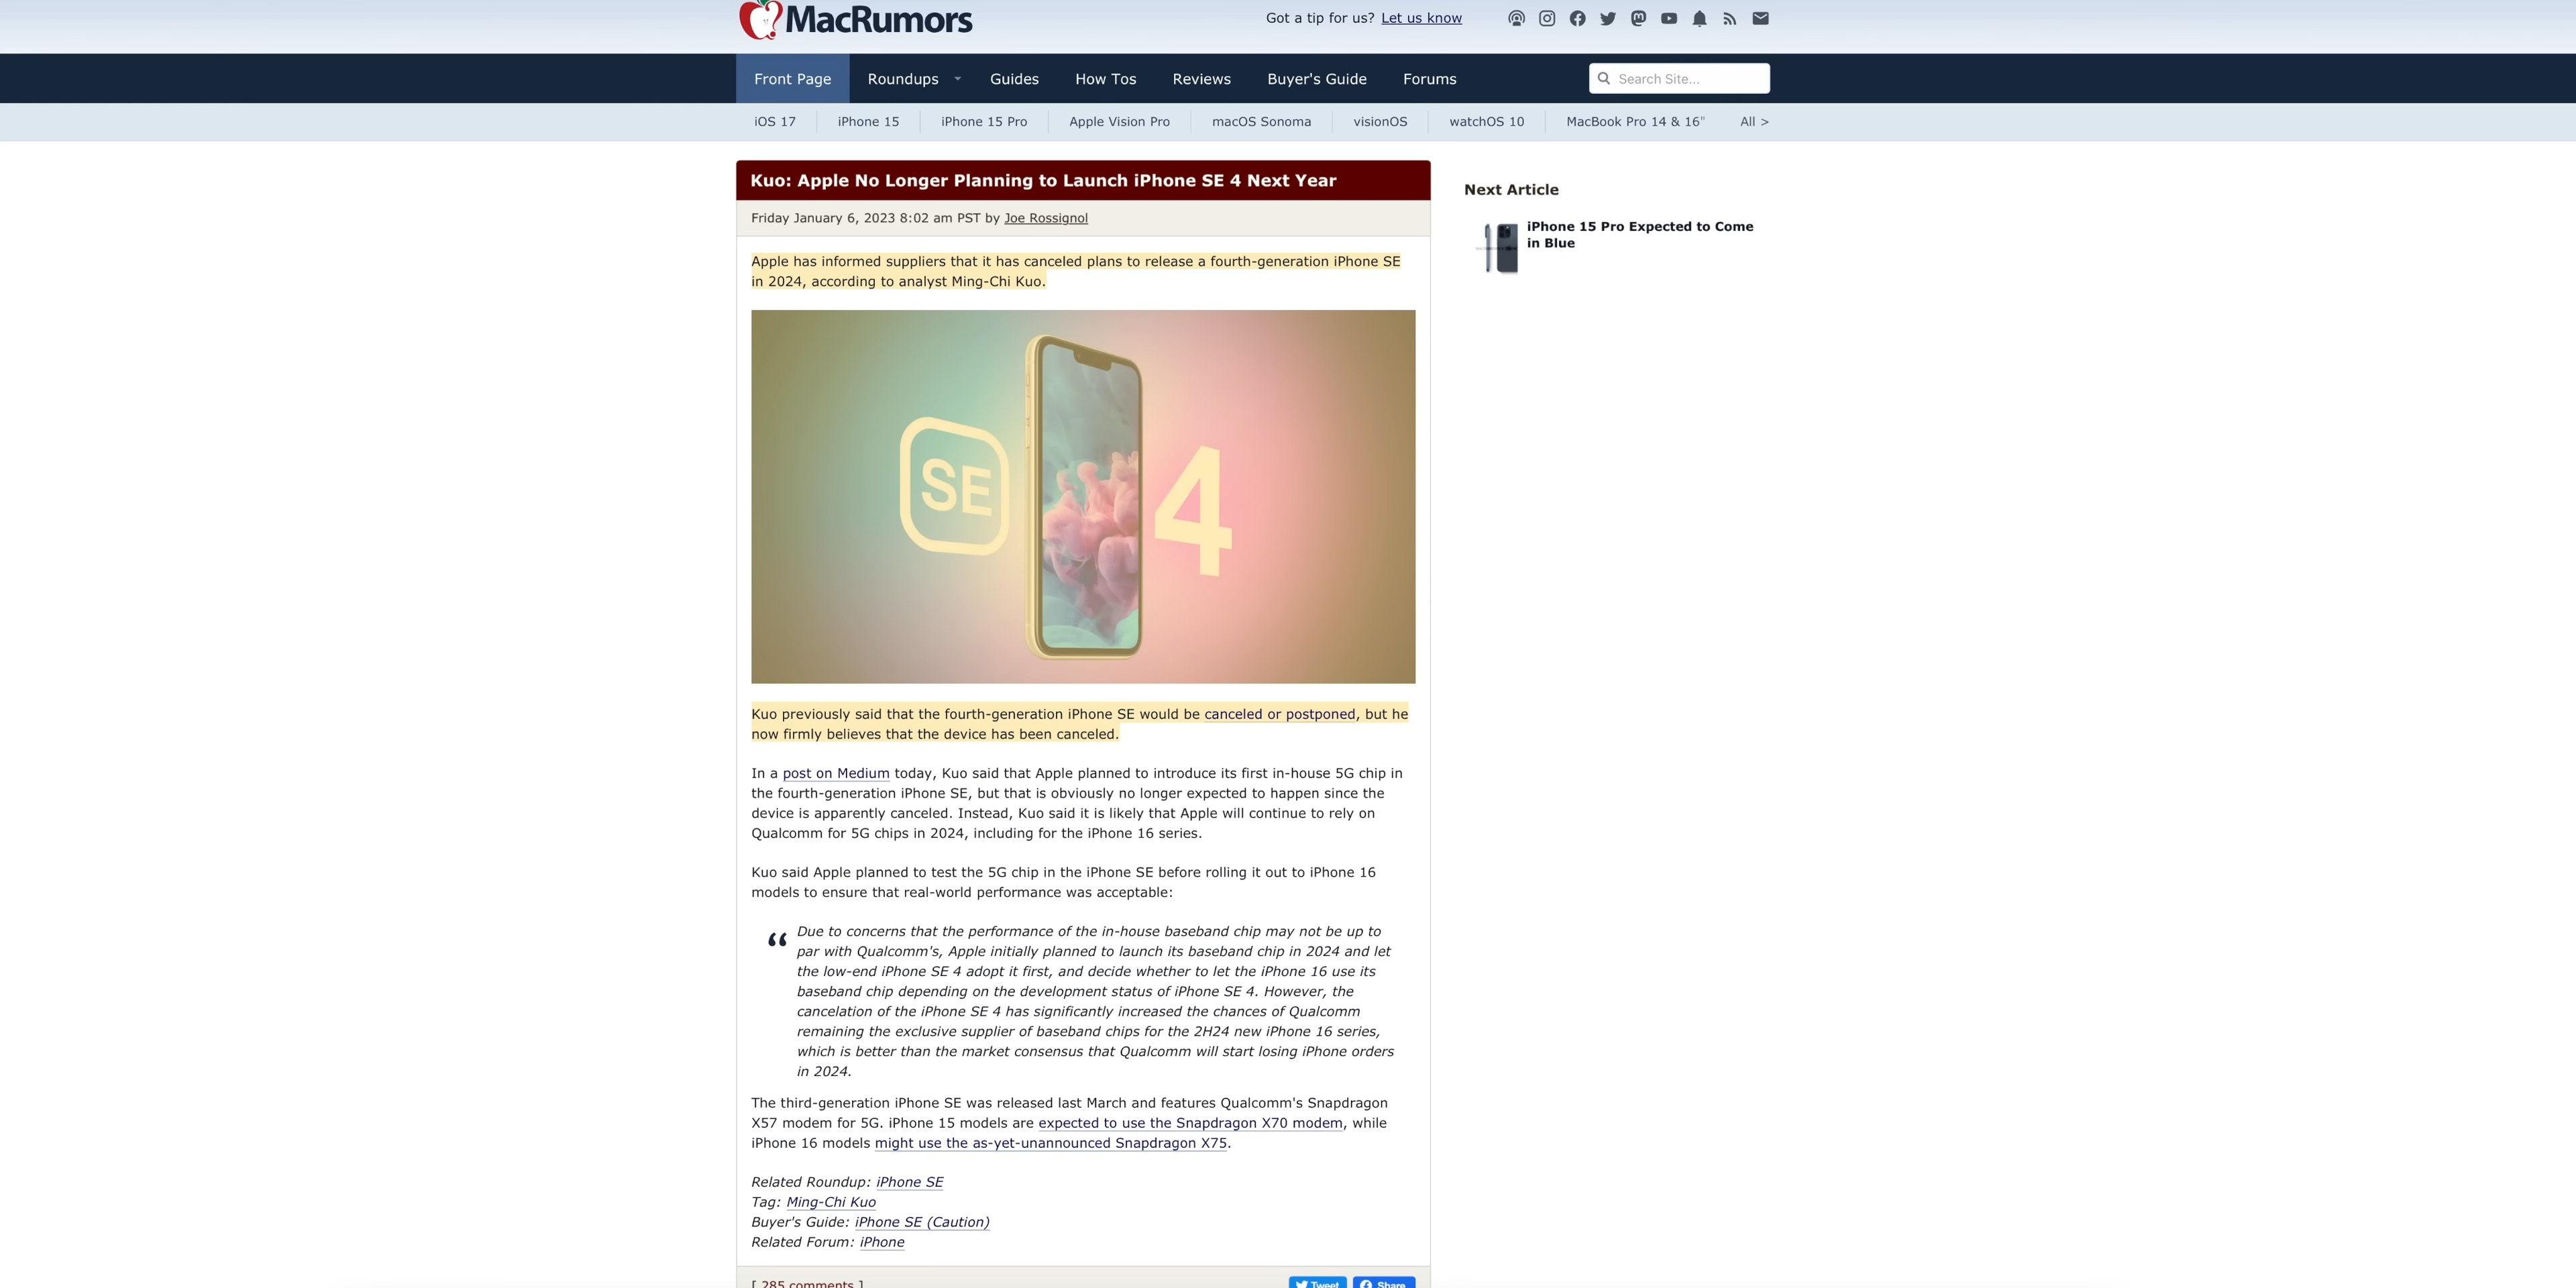 MacRumors
Got a tip for us? Let us know
Front Page Roundups Guides How Tos Reviews Buyer's Guide Forums Search Site...
iOS 17 iPhone 15 iPhone 15 Pro Apple Vision Pro macOS Sonoma visionOS watchOS 10 MacBook Pro 14 & 16" All >
Kuo: Apple No Longer Planning to Launch iPhone SE 4 Next Year
Friday January 6, 2023 8:02 am PST by Joe Rossignol
Next Article
iPhone 15 Pro Expected to Come
in Blue
Apple has informed suppliers that it has canceled plans to release a fourth-generation iPhone SE
in 2024, according to analyst Ming-Chi Kuo.
SE 4
Kuo previously said that the fourth-generation iPhone SE would be canceled or postponed, but he
now firmly believes that the device has been canceled.
In a post on Medium today, Kuo said that Apple planned to introduce its first in-house 5G chip in
the fourth-generation iPhone SE, but that is obviously no longer expected to happen since the
device is apparently canceled. Instead, Kuo said it is likely that Apple will continue to rely on
Qualcomm for 5G chips in 2024, including for the iPhone 16 series.
Kuo said Apple planned to test the 5G chip in the iPhone SE before rolling it out to iPhone 16
models to ensure that real-world performance was acceptable:
“ Due to concerns that the performance of the in-house baseband chip may not be up to
par with Qualcomm's, Apple initially planned to launch its baseband chip in 2024 and let
the low-end iPhone SE 4 adopt it first, and decide whether to let the iPhone 16 use its
baseband chip depending on the development status of iPhone SE 4. However, the
cancelation of the iPhone SE 4 has significantly increased the chances of Qualcomm
remaining the exclusive supplier of baseband chips for the 2H24 new iPhone 16 series,
which is better than the market consensus that Qualcomm will start losing iPhone orders
in 2024.
The third-generation iPhone SE was released last March and features Qualcomm's Snapdragon
X57 modem for 5G. iPhone 15 models are expected to use the Snapdragon X70 modem, while
iPhone 16 models might use the as-yet-unannounced Snapdragon X75.
Related Roundup: iPhone SE
Tag: Ming-Chi Kuo
Buyer's Guide: iPhone SE (Caution)
Related Forum: iPhone
[ 285 comments ] Tweet Share